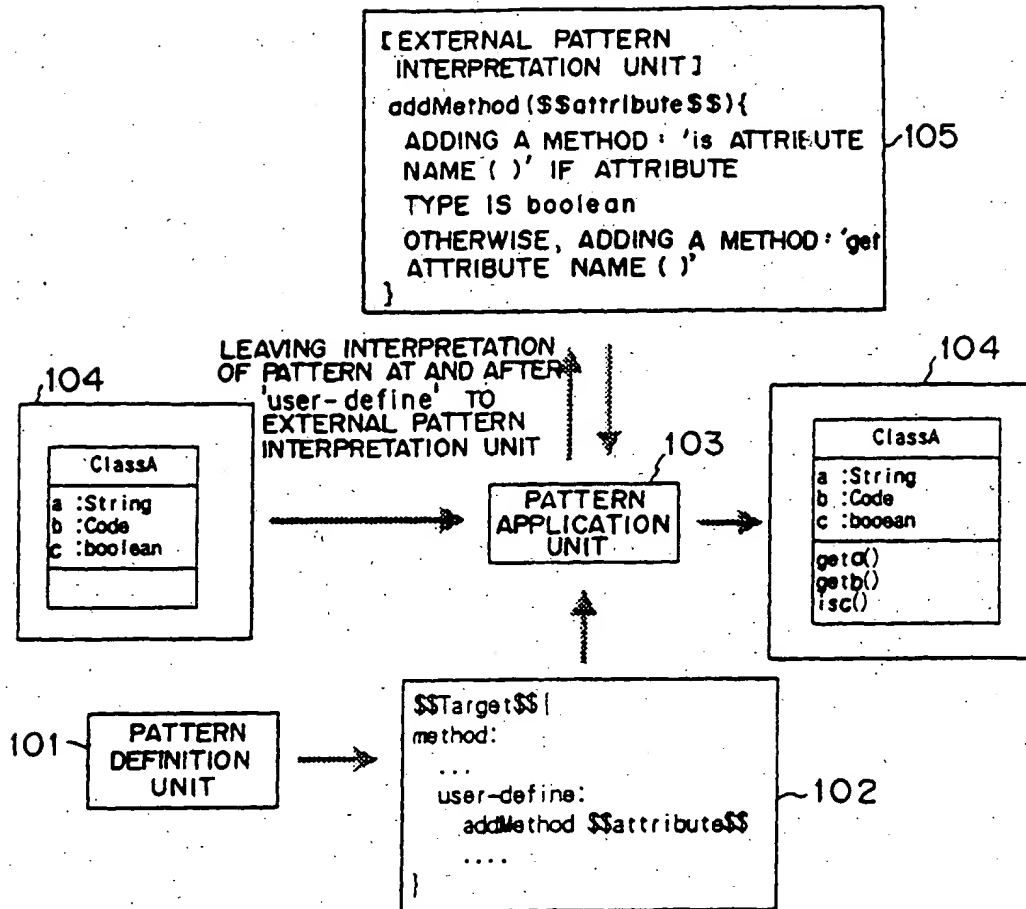 [EXTERNAL PATTERN
INTERPRETATION UNIT]
addMethod($$attribute$$){
ADDING A METHOD: 'is ATTRIBUTE
NAME ( )' IF ATTRIBUTE
TYPE IS boolean
OTHERWISE, ADDING A METHOD: 'get
ATTRIBUTE NAME ( )'
}
105
LEAVING INTERPRETATION
OF PATTERN AT AND AFTER
'user-define' TO
EXTERNAL PATTERN
INTERPRETATION UNIT
104
ClassA
a :String
b :Code
c :boolean
103
PATTERN
APPLICATION
UNIT
104
ClassA
a :String
b :Code
c :booean
geta()
getb()
isc()
101
PATTERN
DEFINITION
UNIT
$$Target$${
method:
...
user-define:
addMethod $$attribute$$
....
}
102